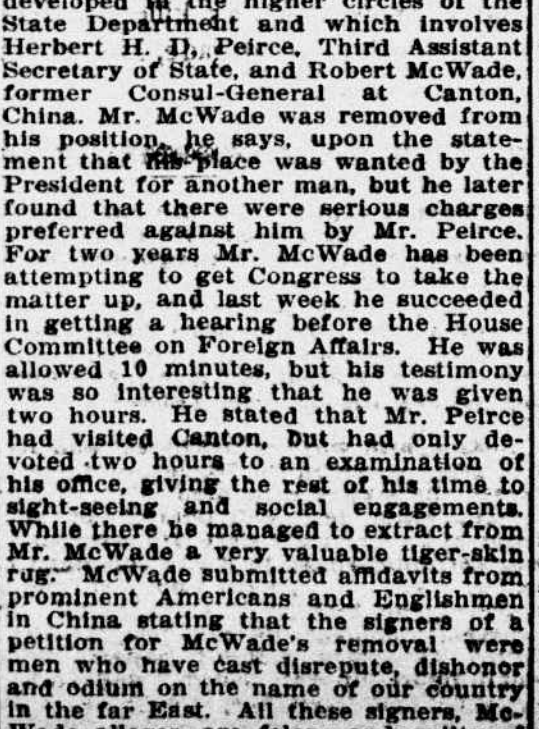 developed in the higher circles of the
State Department and which involves
Herbert H. D. Peirce, Third Assistant
Secretary of State, and Robert McWade,
former Consul-General at Canton,
China. Mr. McWade was removed from
his position, he says, upon the state-
ment that his place was wanted by the
President for another man, but he later
found that there were serious charges
preferred against him by Mr. Peirce.
For two years Mr. McWade has been
attempting to get Congress to take the
matter up, and last week he succeeded
in getting a hearing before the House
Committee on Foreign Affairs. He was
allowed 10 minutes, but his testimony
was so interesting that he was given
two hours. He stated that Mr. Peirce
had visited Canton, but had only de-
voted two hours to an examination of
his office, giving the rest of his time to
sight-seeing and social engagements.
While there he managed to extract from
Mr. McWade a very valuable tiger-skin
rug. McWade submitted affidavits from
prominent Americans and Englishmen
in China stating that the signers of a
petition for McWade's removal were
men who have cast disrepute, dishonor
and odium on the name of our country
in the far East. All these signers, Mc-